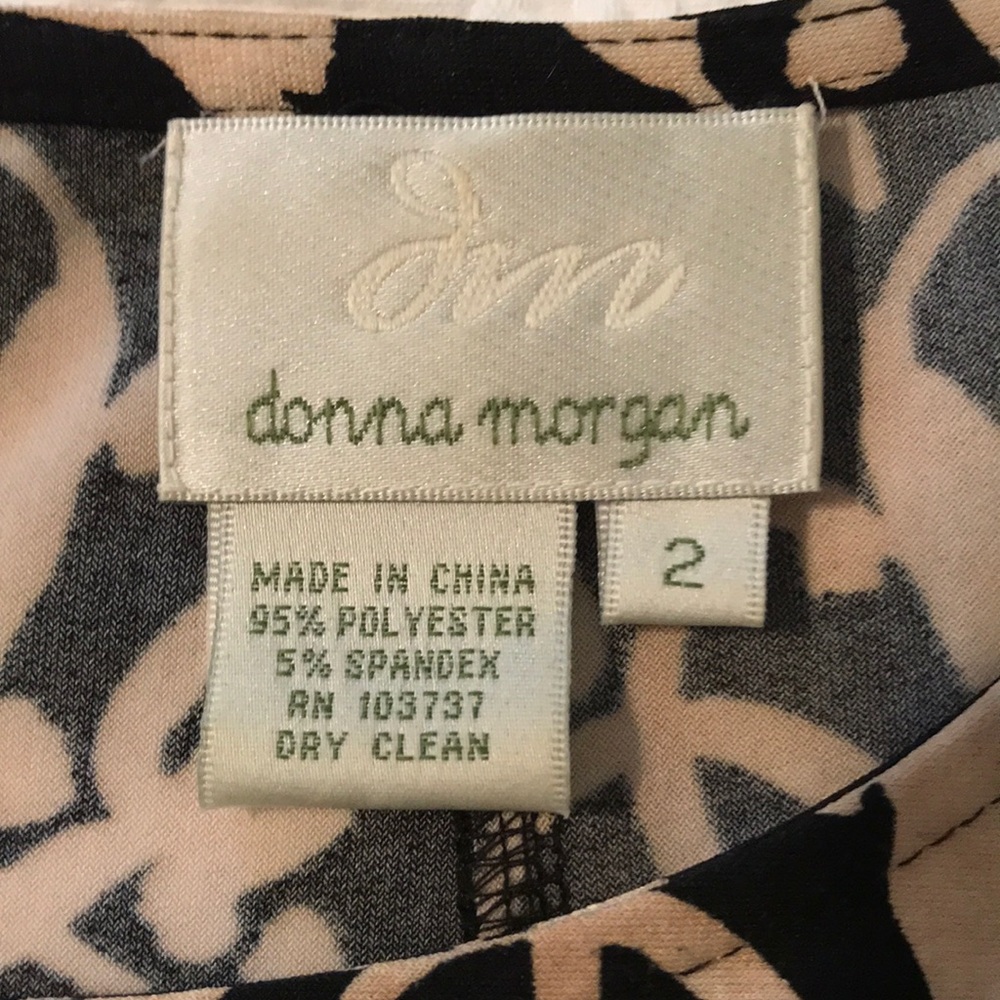 dm
donna morgan
2
MADE IN CHINA
95% POLYESTER
5% SPANDEX
RN 103737
DRY CLEAN